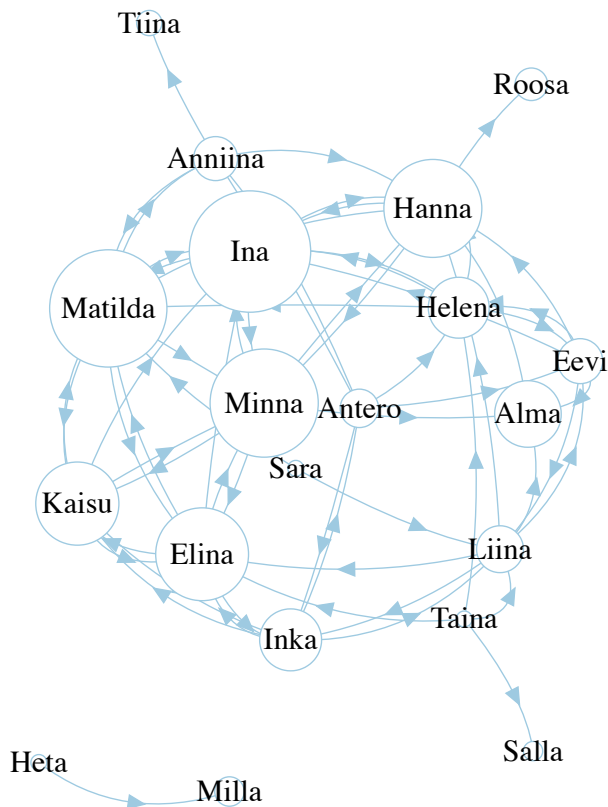 Tiina
Roosa
Anniina
Hanna
Ina
Matilda
Helena
Eevi
Minna
Antero
Alma
Sara
Kaisu
Elina
Liina
Taina
Inka
Salla
Heta
Milla